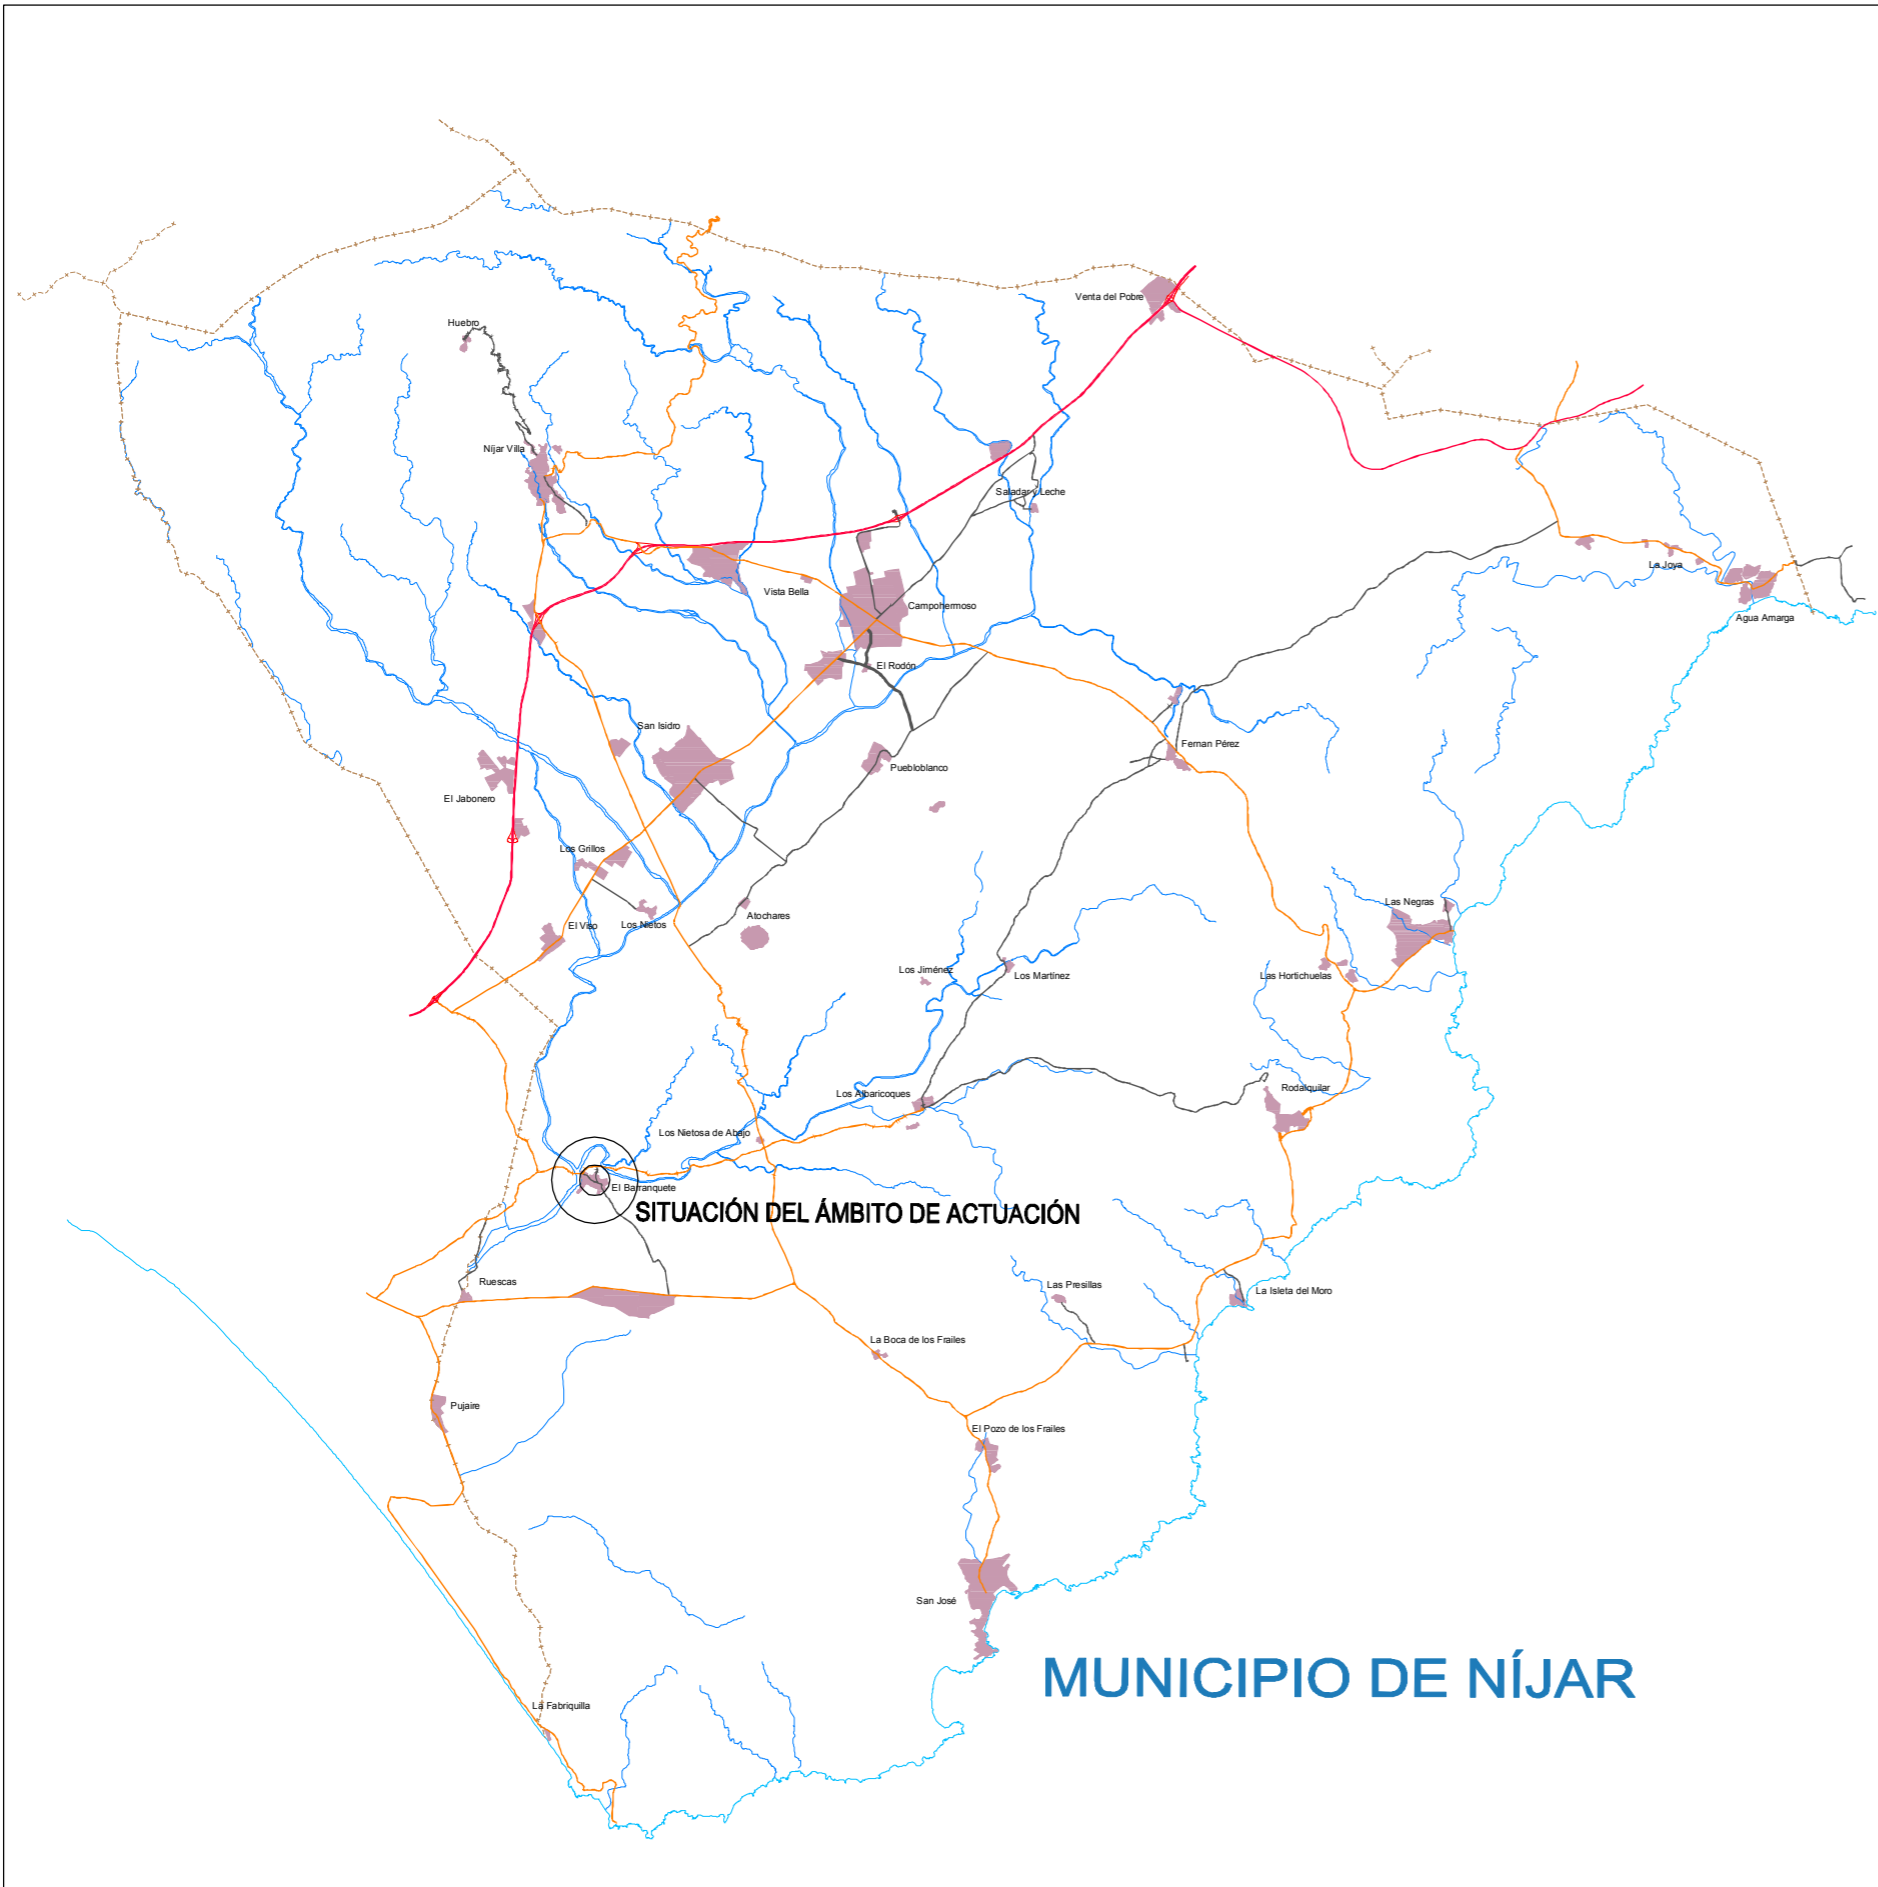 Venta del Pobre
Huebro
Níjar Villa
Saladar y Leche
La Joya
Vista Bella
Campohermoso
Agua Amarga
El Rodón
San Isidro
Fernan Pérez
Puebloblanco
El Jabonero
Los Grillos
Las Negras
Atochares
El Viso
Los Nietos
Los Jiménez
Los Martínez
Las Hortichuelas
Rodalquilar
Los Albaricoques
Los Nietosa de Abajo
El Barranquete
SITUACIÓN DEL ÁMBITO DE ACTUACIÓN
Ruescas
Las Presillas
La Isleta del Moro
La Boca de los Frailes
Pujaire
El Pozo de los Frailes
San José
MUNICIPIO DE NÍJAR
La Fabriquilla